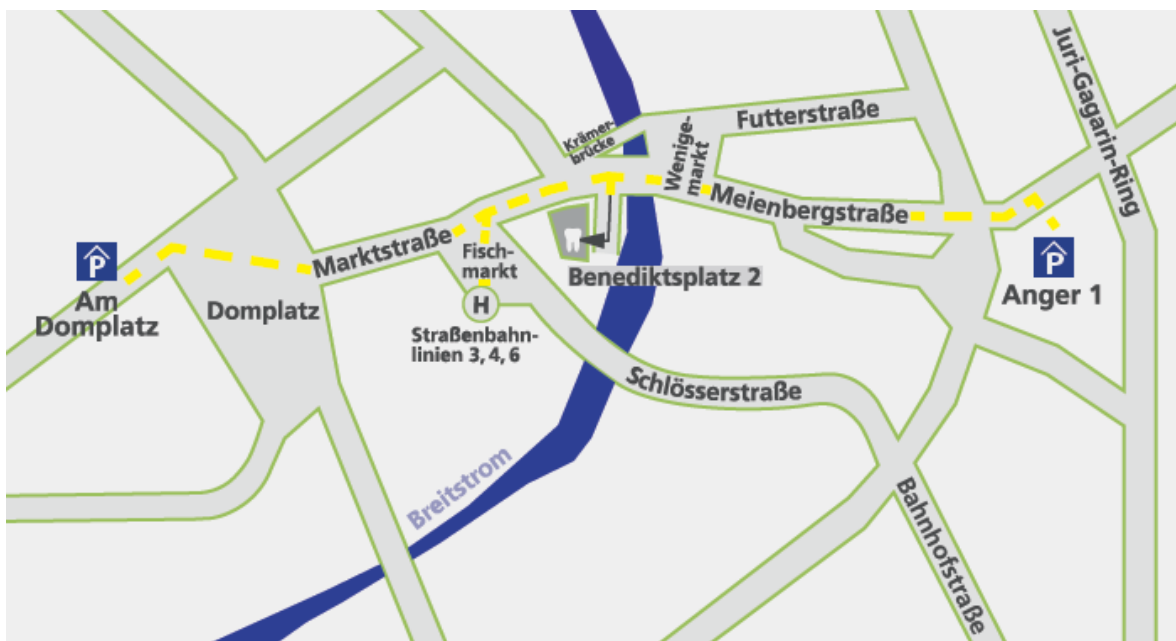 Juri-Gagarin-Ring
Futterstraße
Krämer-
brücke
Wenige-
markt
Meienbergstraße
Marktstraße
Fisch-
markt
P
Am
Domplatz
Domplatz
Benediktsplatz 2
P
Anger 1
H
Straßenbahn-
linien 3, 4, 6
Schlösserstraße
Breitstrom
Bahnhofstraße